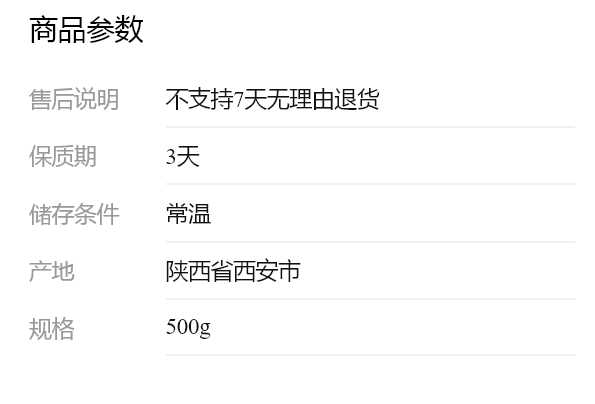 商品参数
售后说明 不支持7天无理由退货
保质期 3天
储存条件 常温
产地 陕西省西安市
规格 500g